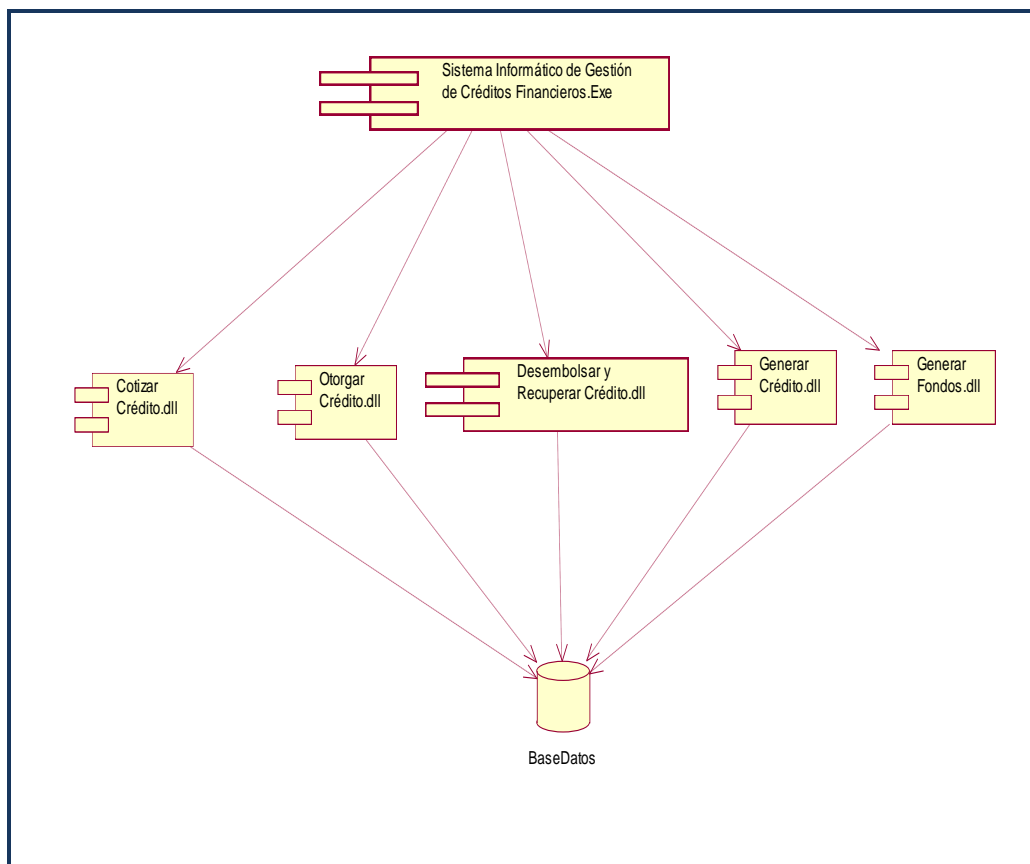 Sistema Informático de Gestión
de Créditos Financieros.Exe
Cotizar
Crédito.dll
Otorgar
Crédito.dll
Desembolsar y
Recuperar Crédito.dll
Generar
Crédito.dll
Generar
Fondos.dll
BaseDatos